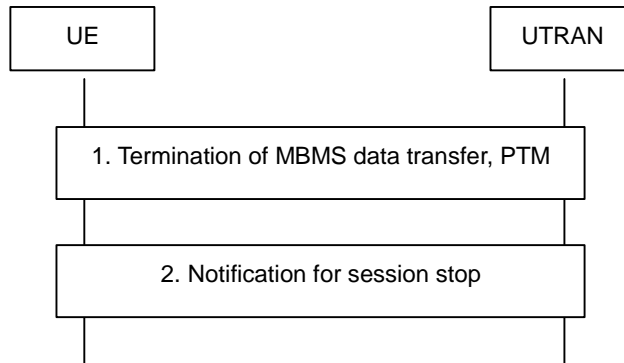 UE
UTRAN
1. Termination of MBMS data transfer, PTM
2. Notification for session stop